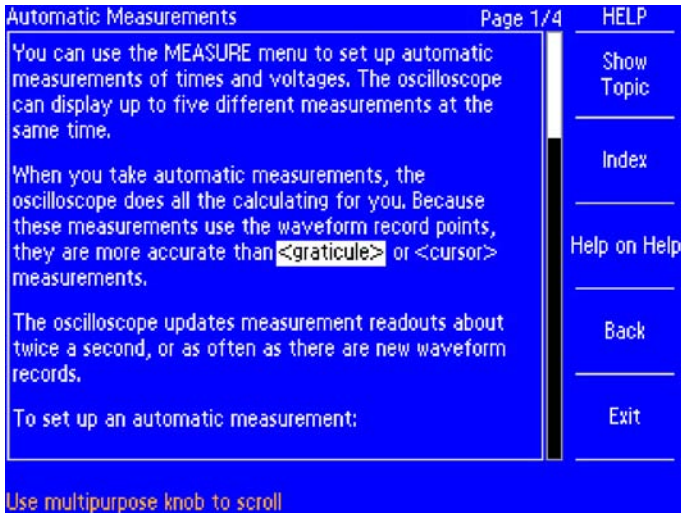 Automatic Measurements
Page 1/4
HELP
You can use the MEASURE menu to set up automatic
measurements of times and voltages. The oscilloscope
can display up to five different measurements at the
same time.
When you take automatic measurements, the
oscilloscope does all the calculating for you. Because
these measurements use the waveform record points,
they are more accurate than <graticule> or <cursor>
measurements.
The oscilloscope updates measurement readouts about
twice a second, or as often as there are new waveform
records.
To set up an automatic measurement:
Show
Topic
Index
Help on Help
Back
Exit
Use multipurpose knob to scroll